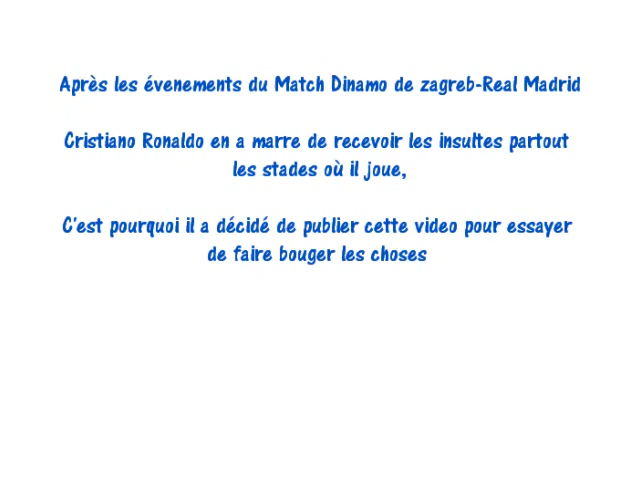 Après les évenements du Match Dinamo de zagreb-Real Madrid
Cristiano Ronaldo en a marre de recevoir les insultes partout
les stades où il joue,
C'est pourquoi il a décidé de publier cette video pour essayer
de faire bouger les choses